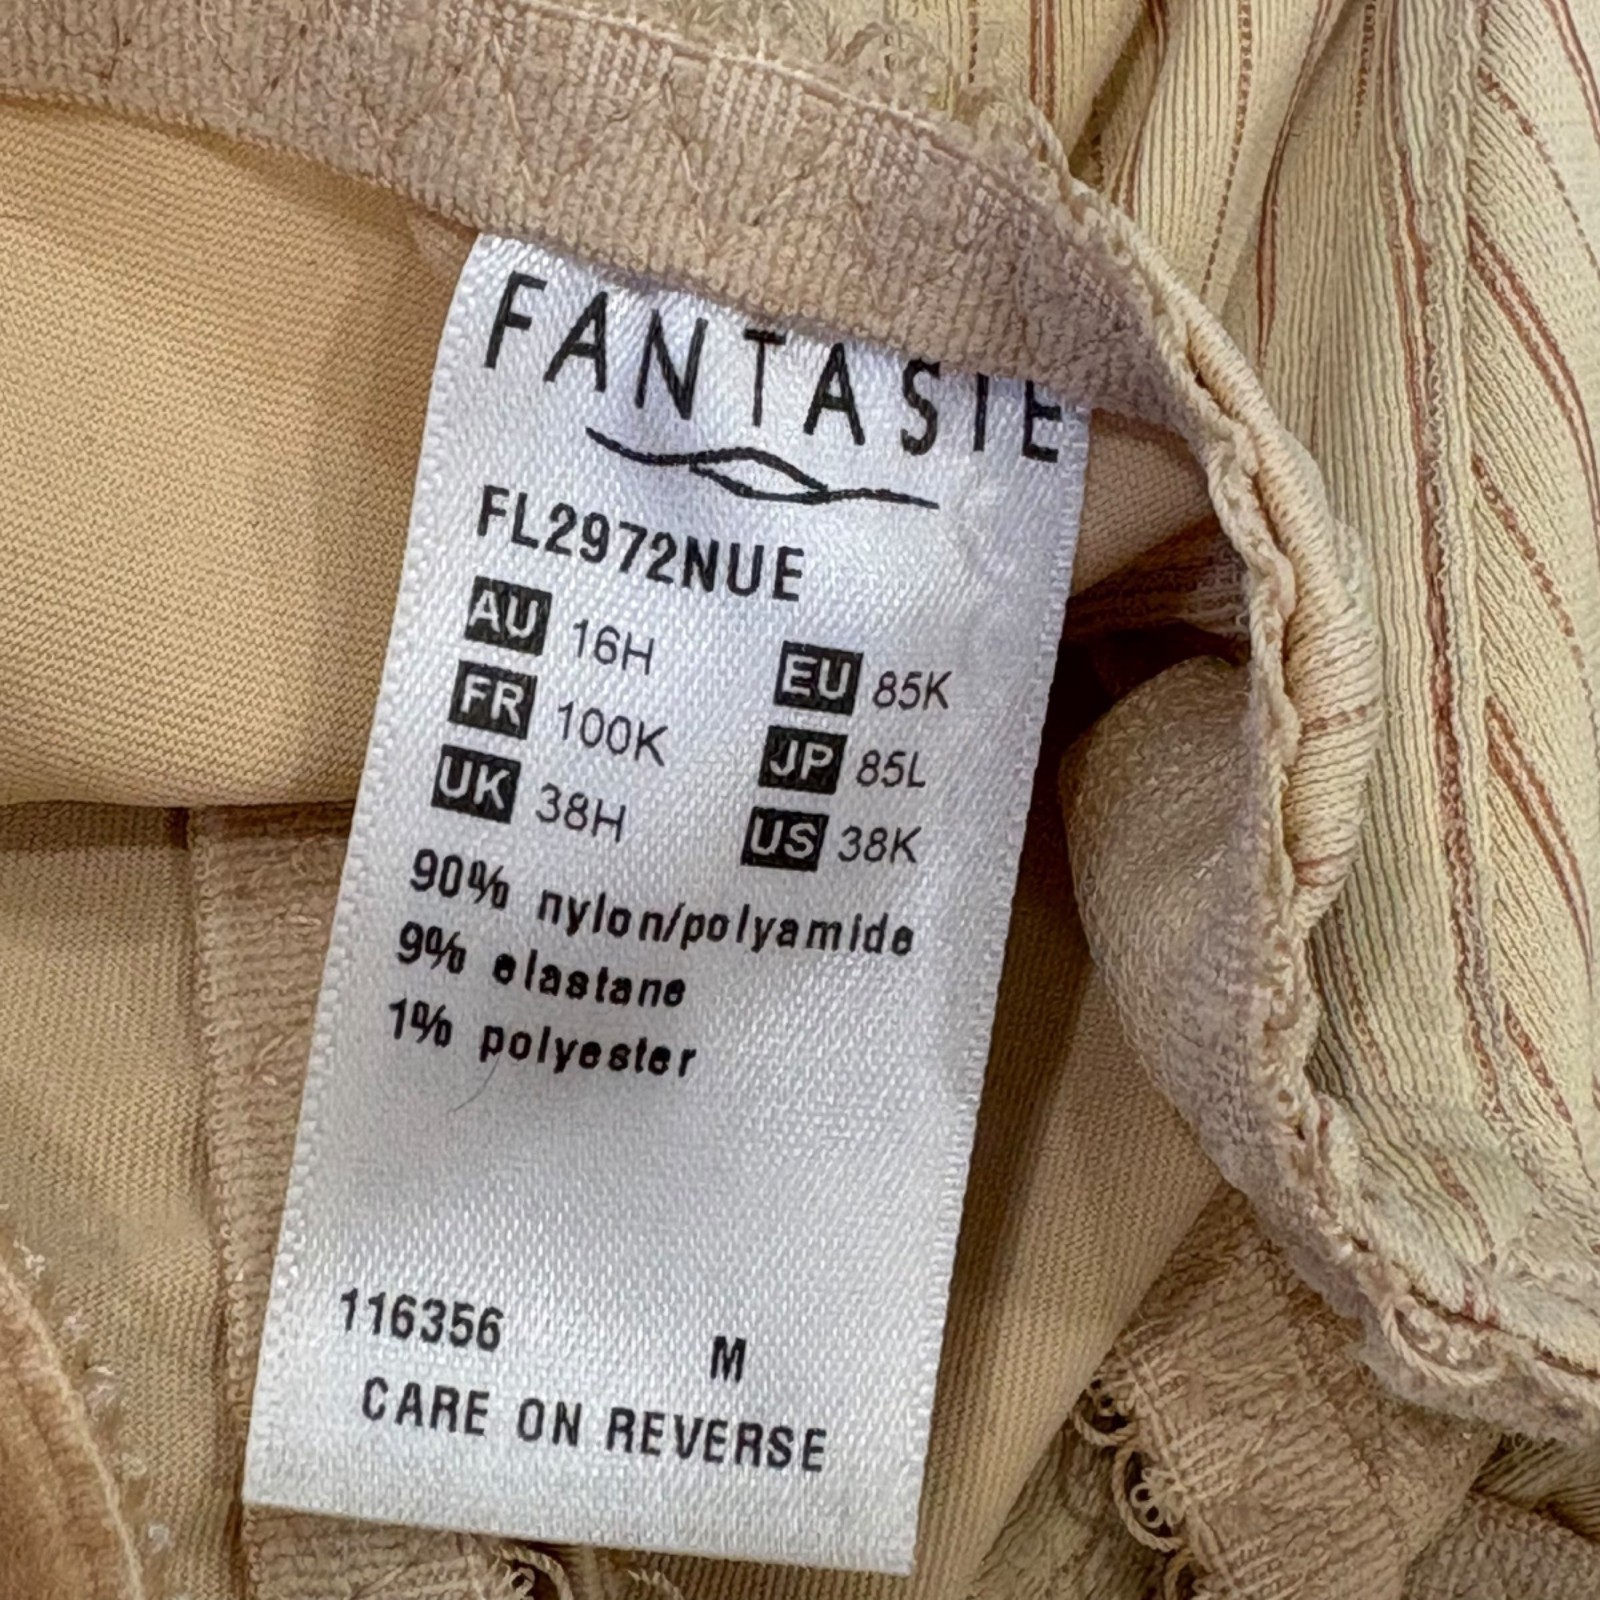 FANTASIE
FL2972NUE
AU 16H EU 85K
FR 100K JP 85L
UK 38H US 38K
90% nylon/polyamide
9% elastane
1% polyester
116356 M
CARE ON REVERSE